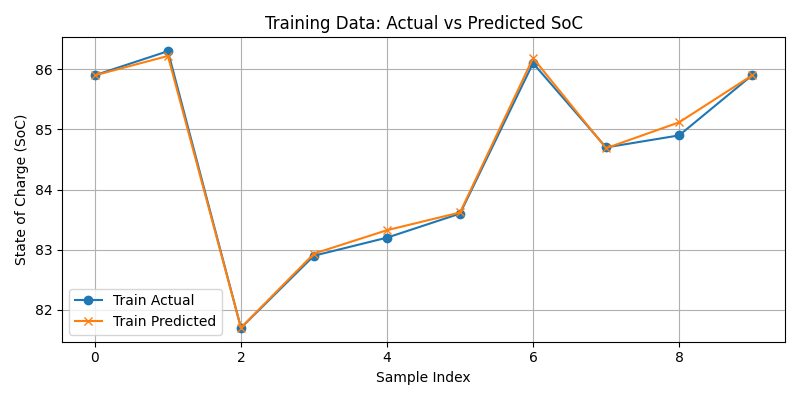 Training Data: Actual vs Predicted SoC
State of Charge (SoC)
86
85
84
83
82
Train Actual
Train Predicted
0 2 4 6 8
Sample Index